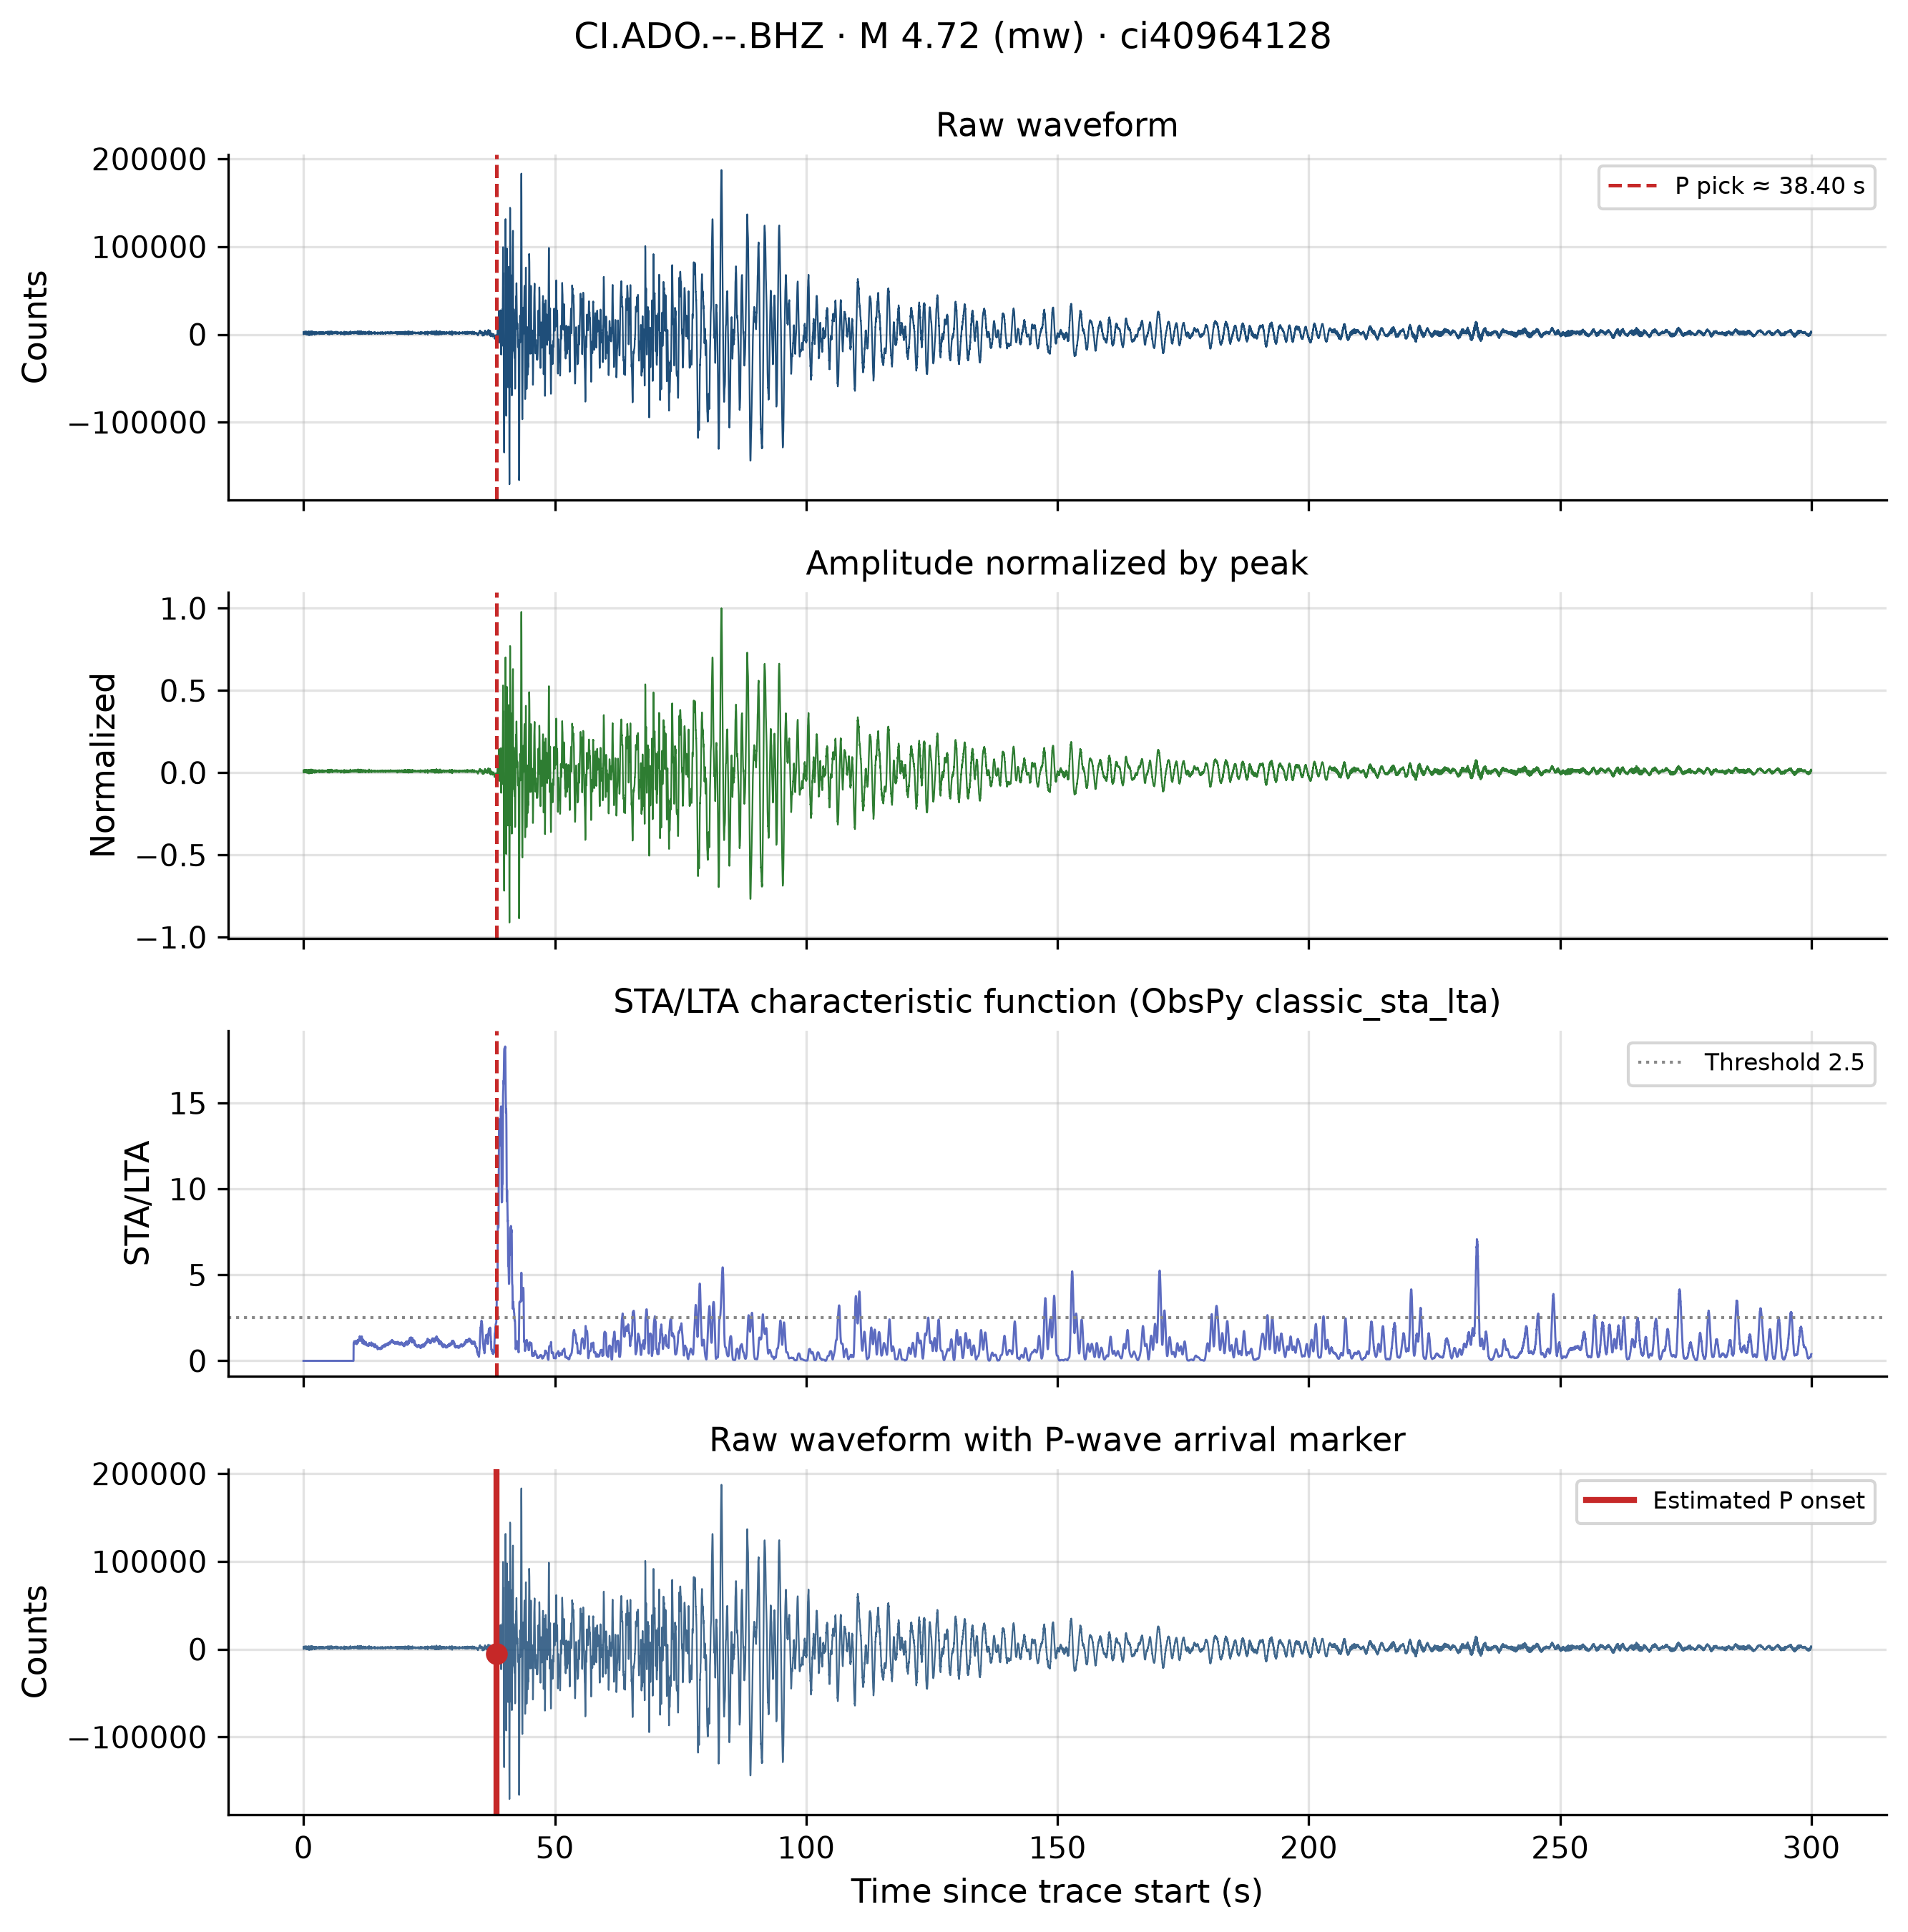 CI.ADO.--.BHZ · M 4.72 (mw) · ci40964128
Raw waveform
200000
100000
0
−100000
Counts
P pick ≈ 38.40 s
Amplitude normalized by peak
1.0
0.5
0.0
−0.5
−1.0
Normalized
STA/LTA characteristic function (ObsPy classic_sta_lta)
15
10
5
0
STA/LTA
Threshold 2.5
Raw waveform with P-wave arrival marker
200000
100000
0
−100000
Counts
Estimated P onset
0 50 100 150 200 250 300
Time since trace start (s)